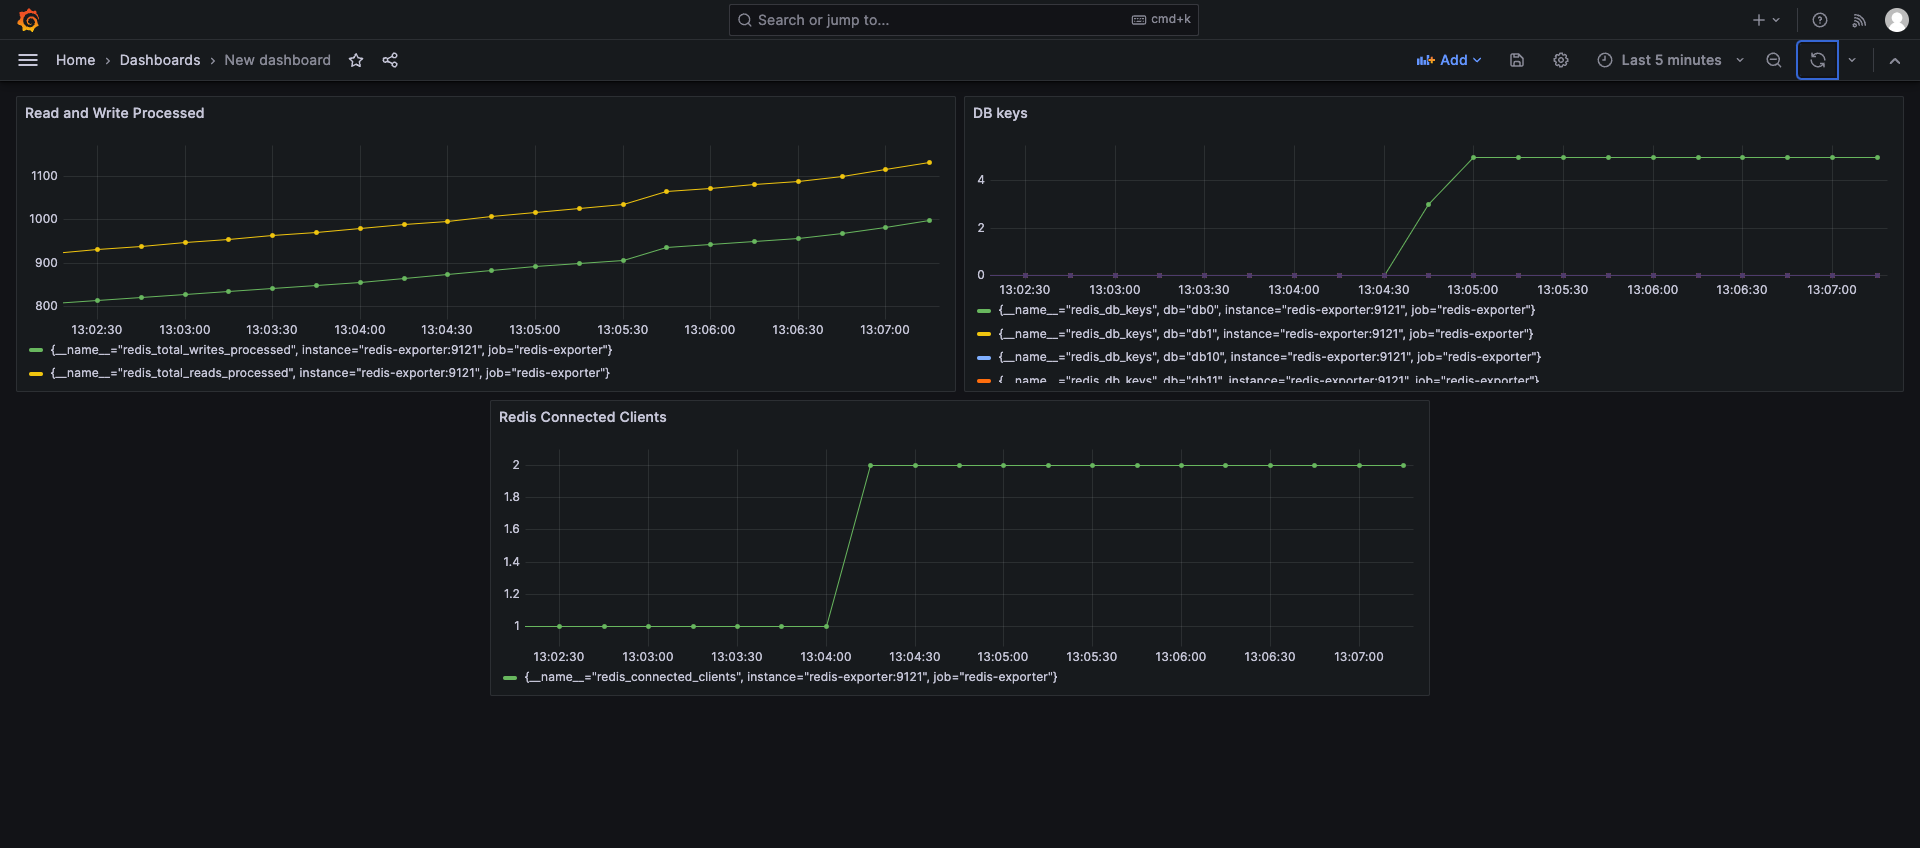 Search or jump to...
cmd+k
Home › Dashboards › New dashboard
Add
Last 5 minutes
Read and Write Processed
1100
1000
900
800
13:02:30 13:03:00 13:03:30 13:04:00 13:04:30 13:05:00 13:05:30 13:06:00 13:06:30 13:07:00
{__name__="redis_total_writes_processed", instance="redis-exporter:9121", job="redis-exporter"}
{__name__="redis_total_reads_processed", instance="redis-exporter:9121", job="redis-exporter"}
DB keys
4
2
0
13:02:30 13:03:00 13:03:30 13:04:00 13:04:30 13:05:00 13:05:30 13:06:00 13:06:30 13:07:00
{__name__="redis_db_keys", db="db0", instance="redis-exporter:9121", job="redis-exporter"}
{__name__="redis_db_keys", db="db1", instance="redis-exporter:9121", job="redis-exporter"}
{__name__="redis_db_keys", db="db10", instance="redis-exporter:9121", job="redis-exporter"}
{__name__="redis_db_keys", db="db11", instance="redis-exporter:9121", job="redis-exporter"}
Redis Connected Clients
2
1.8
1.6
1.4
1.2
1
13:02:30 13:03:00 13:03:30 13:04:00 13:04:30 13:05:00 13:05:30 13:06:00 13:06:30 13:07:00
{__name__="redis_connected_clients", instance="redis-exporter:9121", job="redis-exporter"}